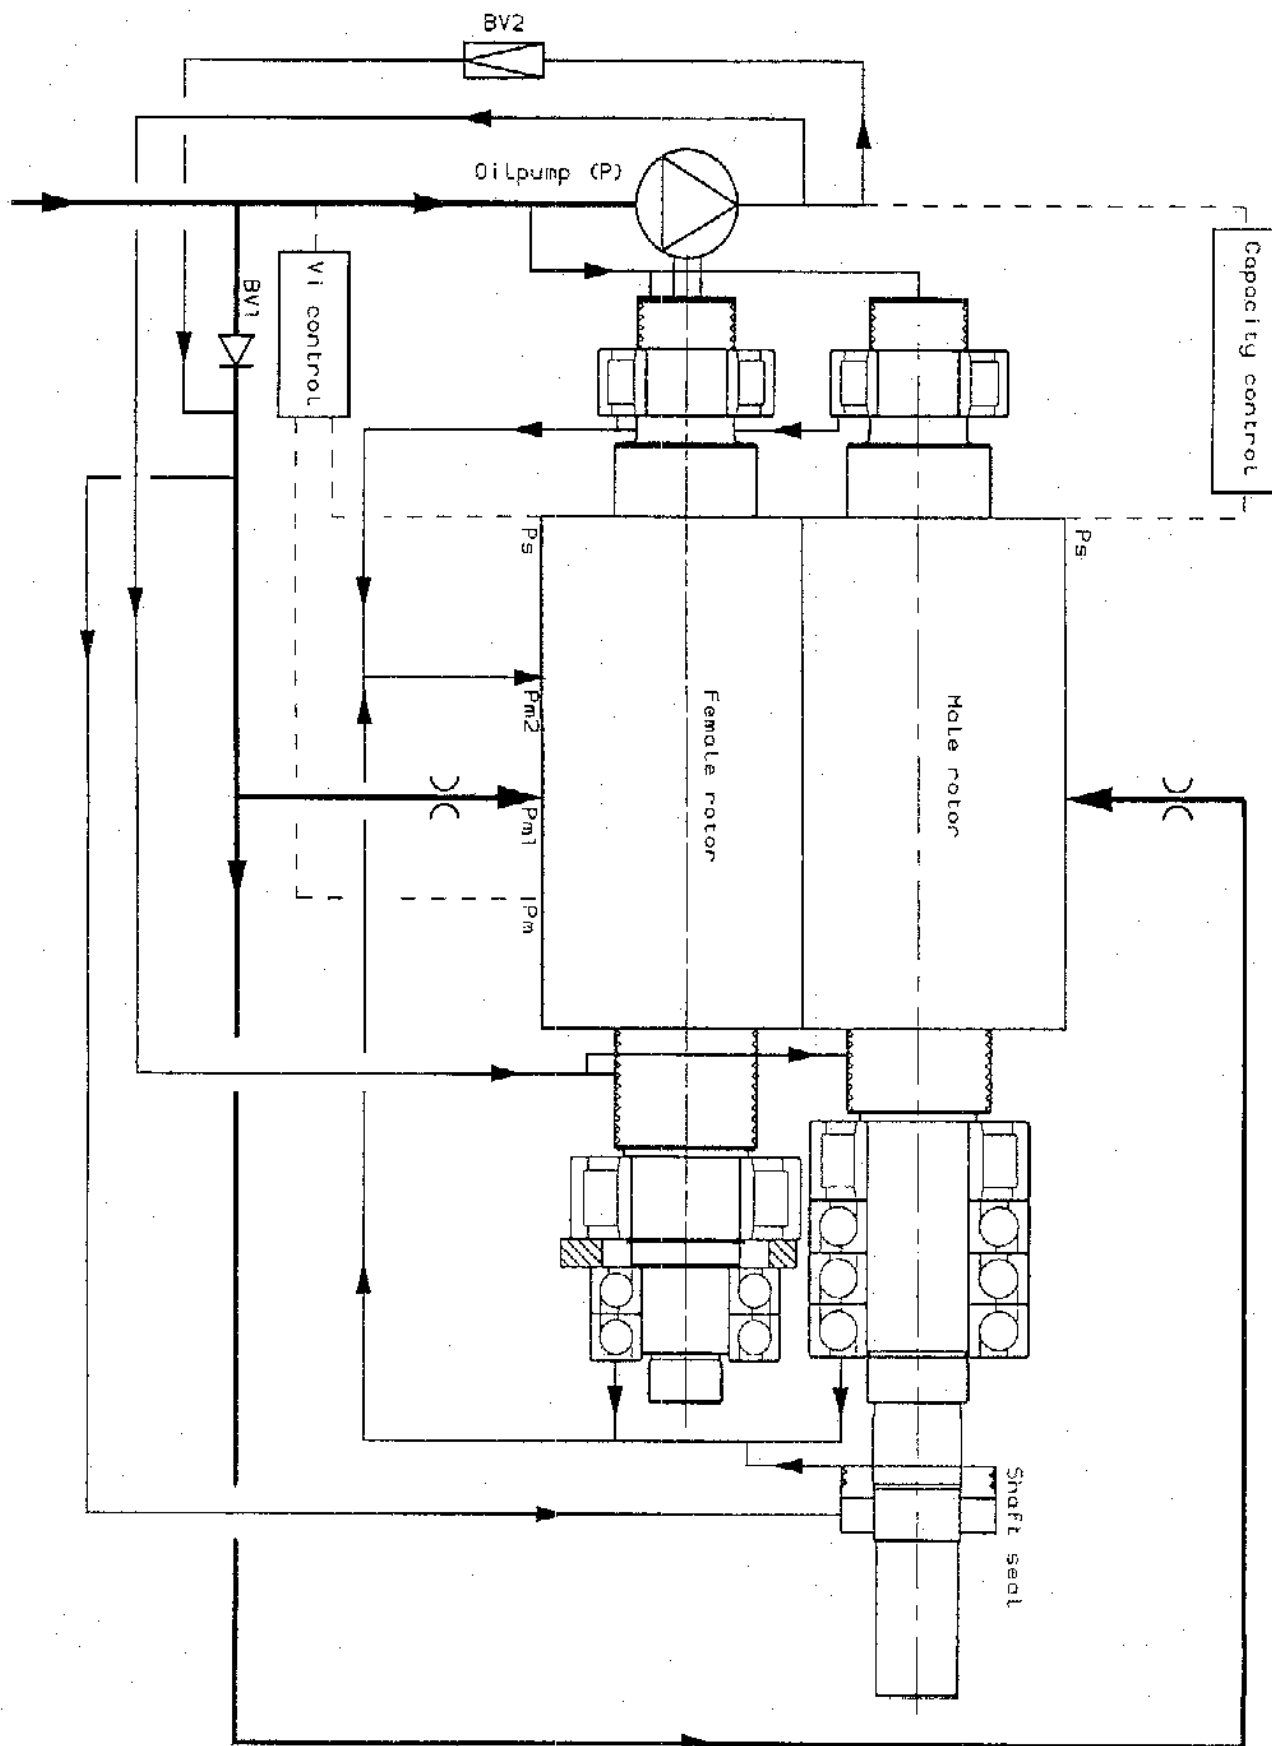 BV2
Oilpump (P)
BV1
Vi control
Capacity control
Ps
Ps
Pm2
Female rotor
Male rotor
Pm1
Pm
Shaft seal